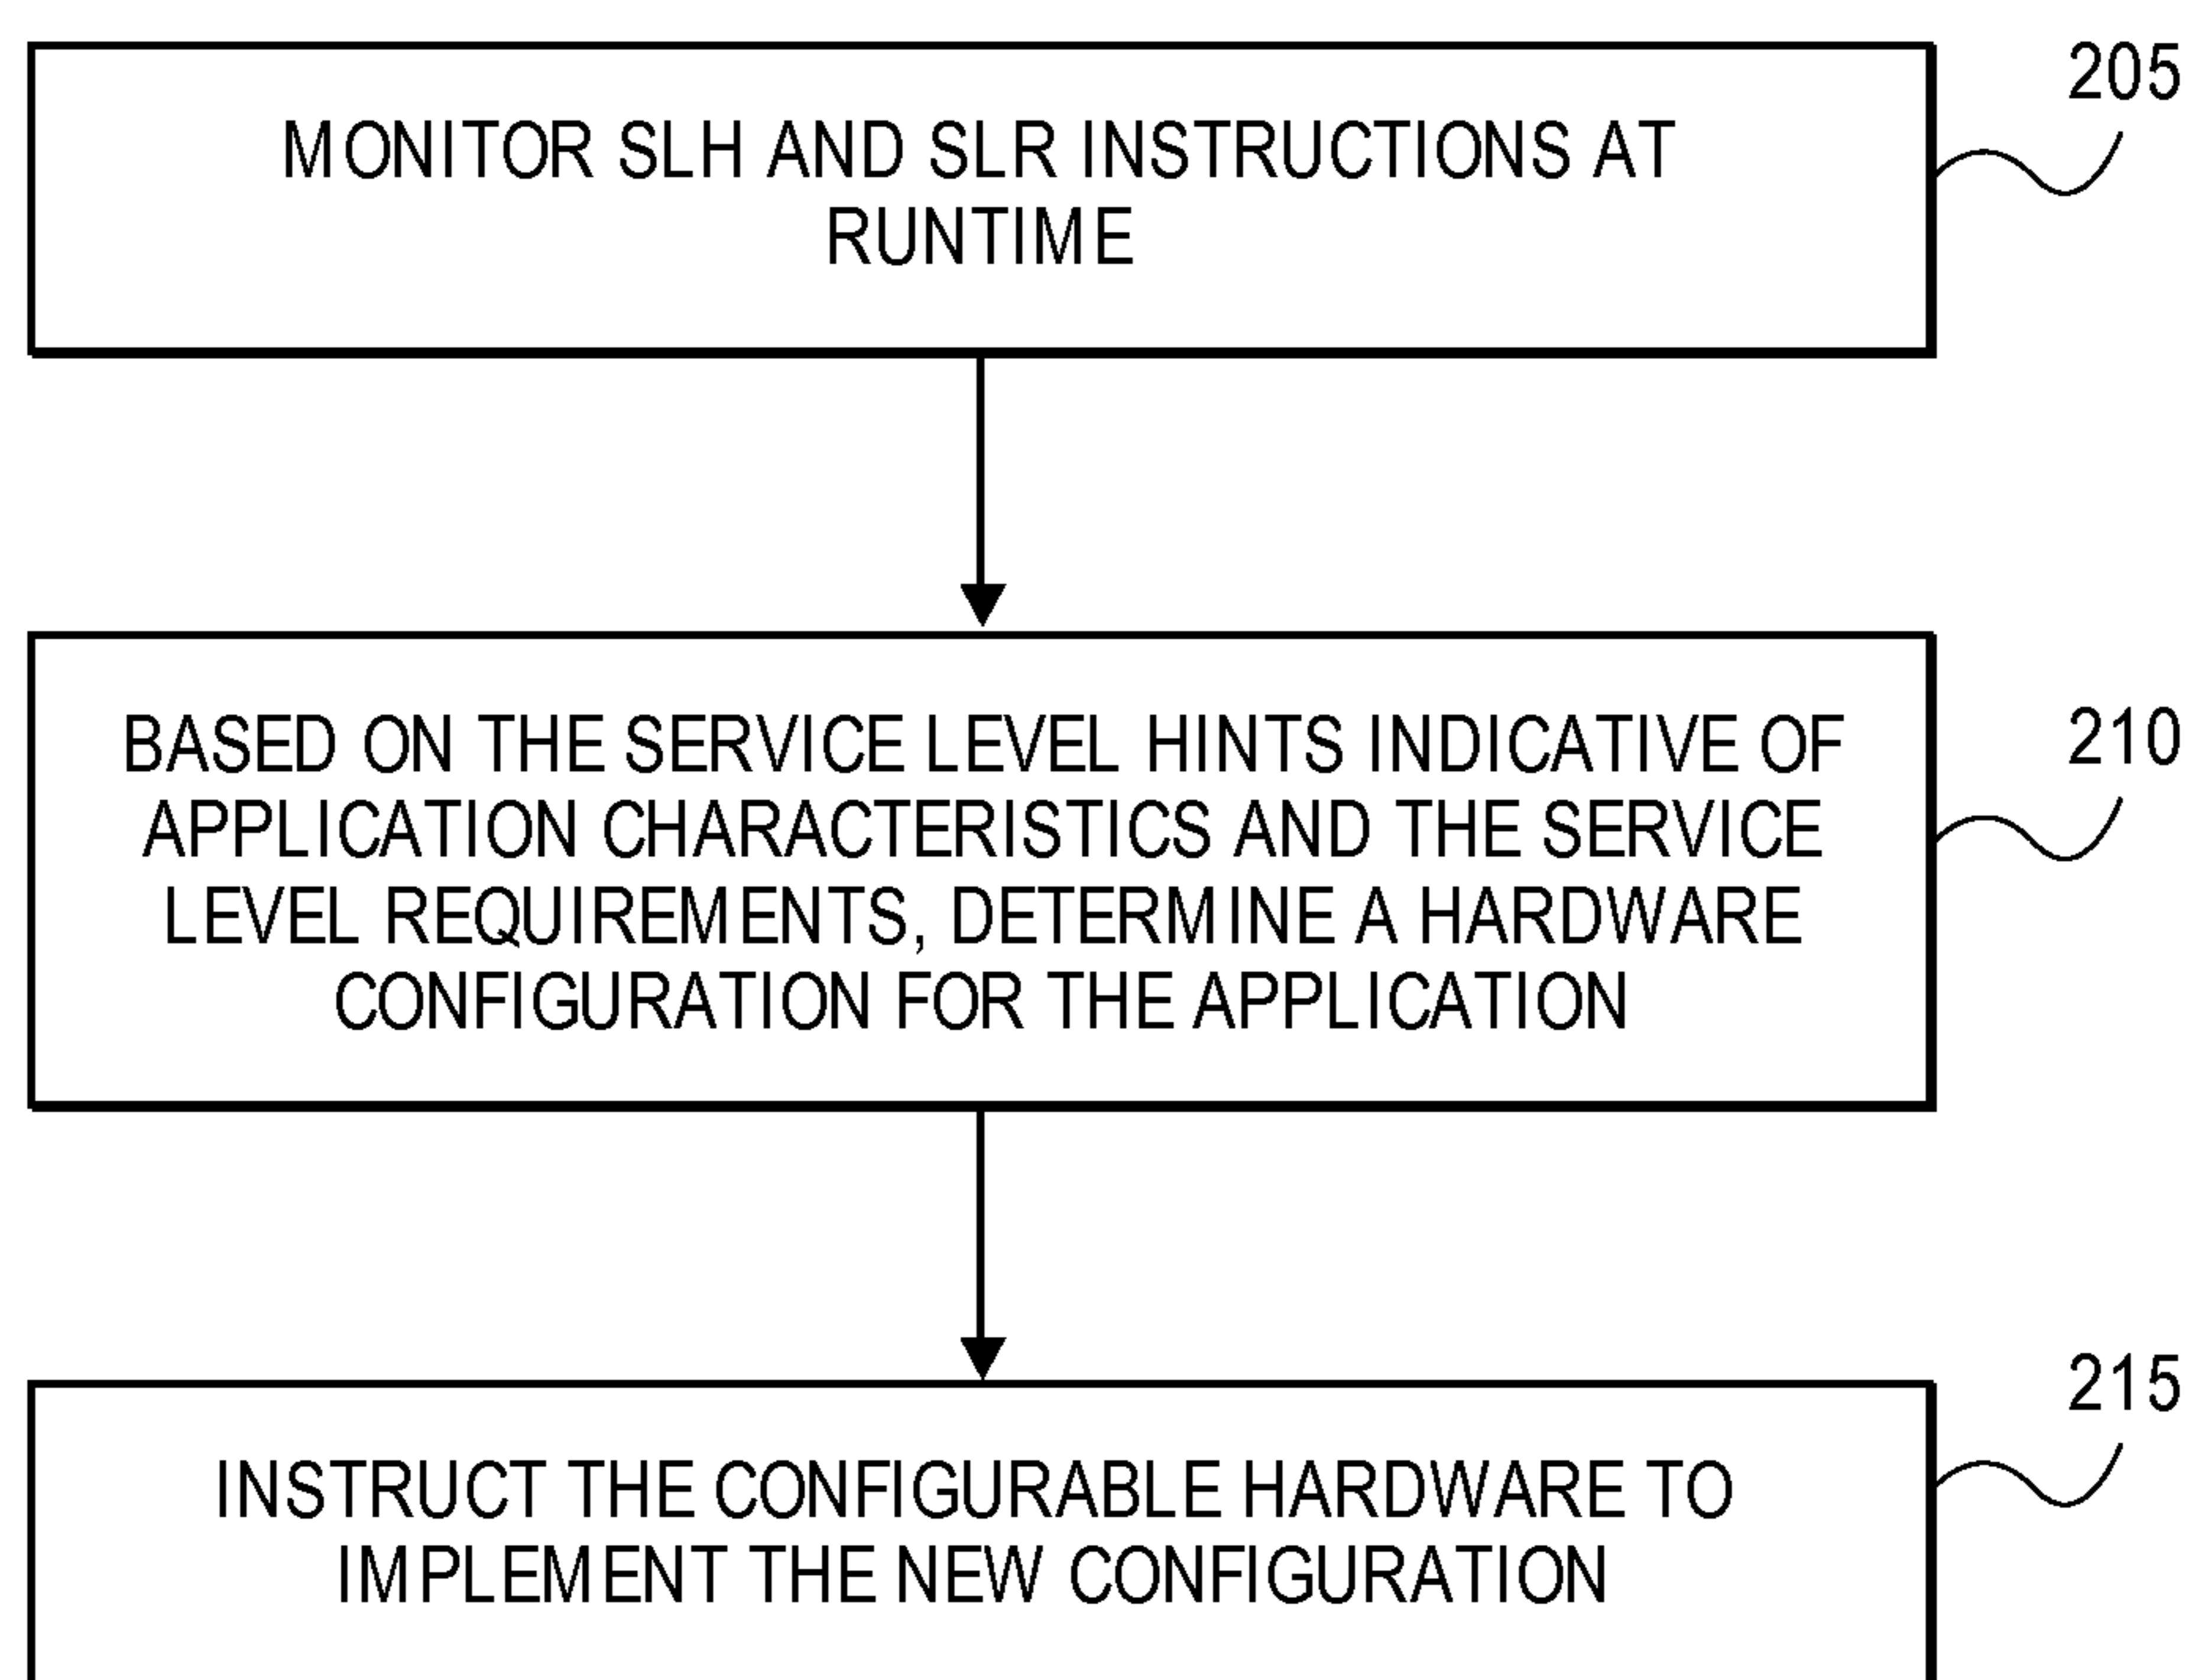 205
MONITOR SLH AND SLR INSTRUCTIONS AT
RUNTIME
210
BASED ON THE SERVICE LEVEL HINTS INDICATIVE OF
APPLICATION CHARACTERISTICS AND THE SERVICE
LEVEL REQUIREMENTS, DETERMINE A HARDWARE
CONFIGURATION FOR THE APPLICATION
215
INSTRUCT THE CONFIGURABLE HARDWARE TO
IMPLEMENT THE NEW CONFIGURATION